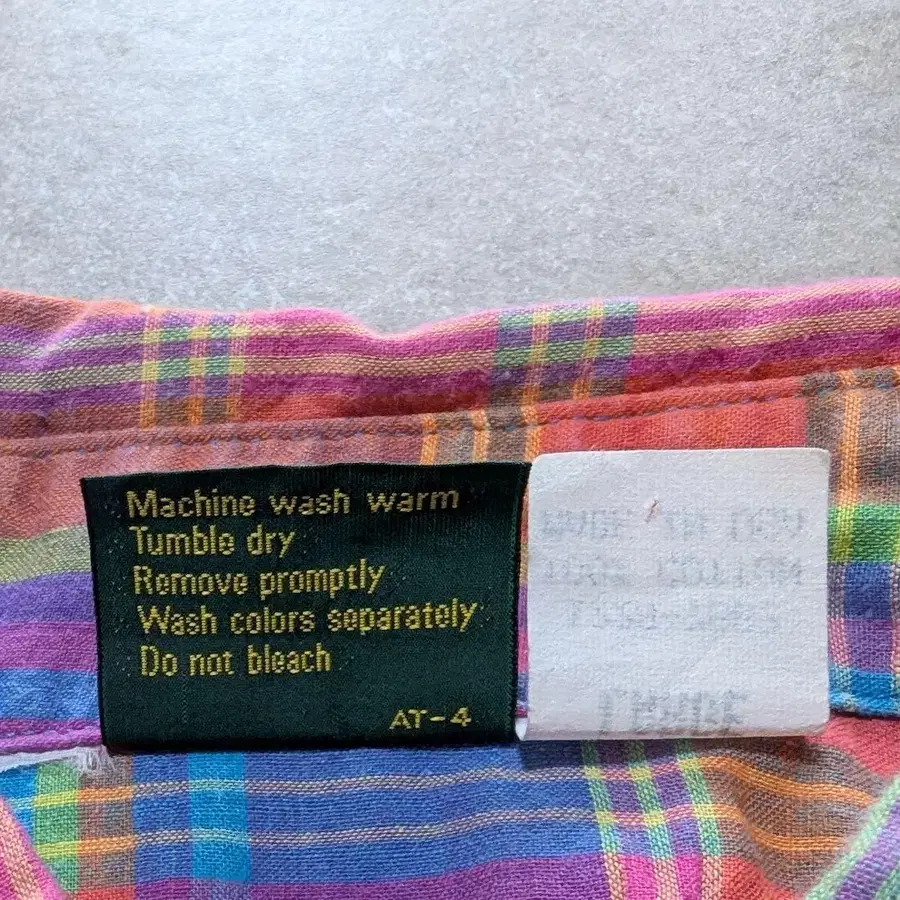 Machine wash warm
Tumble dry
Remove promptly
Wash colors separately
Do not bleach
AT-4